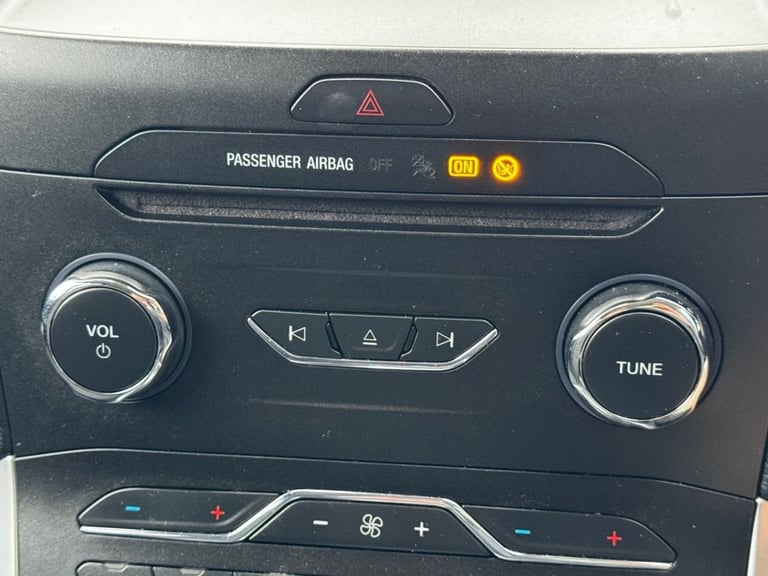 PASSENGER AIRBAG OFF ON
VOL
TUNE